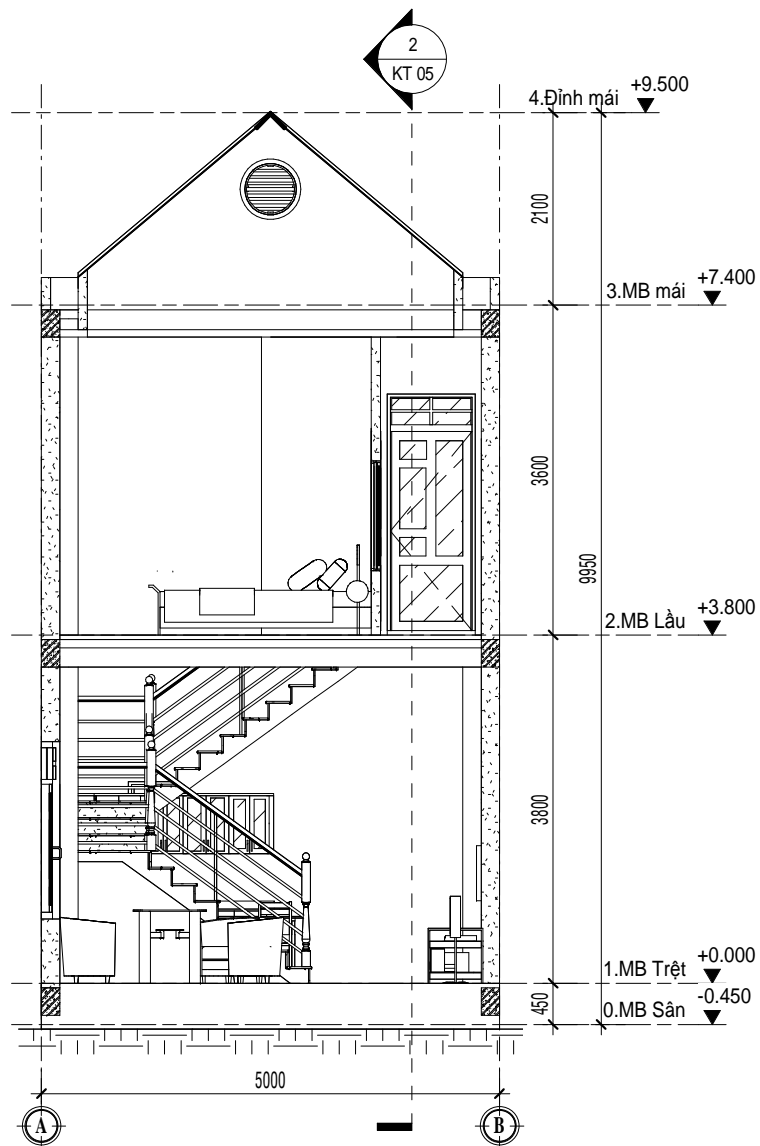 2
KT 05
4.Đỉnh mái +9.500
2100
3.MB mái +7.400
3600
9950
2.MB Lầu +3.800
3800
1.MB Trệt +0.000
450
0.MB Sân -0.450
5000
A
B